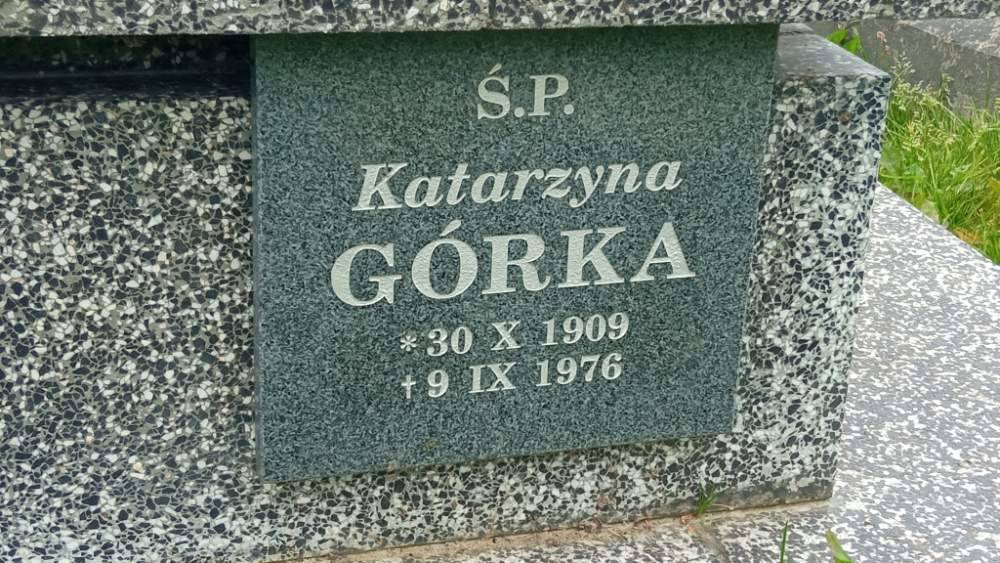 Ś.P.
Katarzyna
GÓRKA
* 30 X 1909
† 9 IX 1976